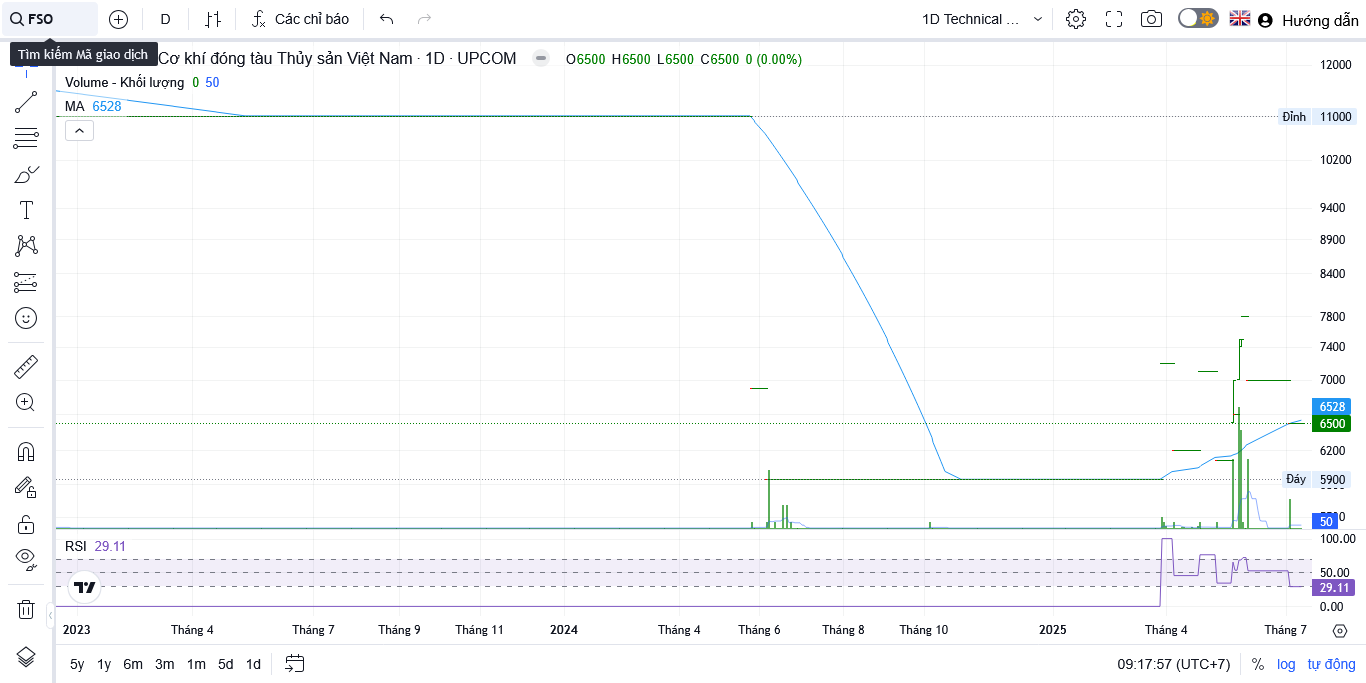 FSO
D
Các chỉ báo
1D Technical ...
Hướng dẫn
Tìm kiếm Mã giao dịch
Cơ khí đóng tàu Thủy sản Việt Nam · 1D · UPCOM
O6500 H6500 L6500 C6500 0 (0.00%)
Volume - Khối lượng 0 50
MA 6528
12000
Đỉnh 11000
10200
9400
8900
8400
7800
7400
7000
6528
6500
6200
Đáy 5900
50
RSI 29.11
100.00
50.00
29.11
0.00
2023 Tháng 4 Tháng 7 Tháng 9 Tháng 11 2024 Tháng 4 Tháng 6 Tháng 8 Tháng 10 2025 Tháng 4 Tháng 7
5y 1y 6m 3m 1m 5d 1d
09:17:57 (UTC+7) % log tự động